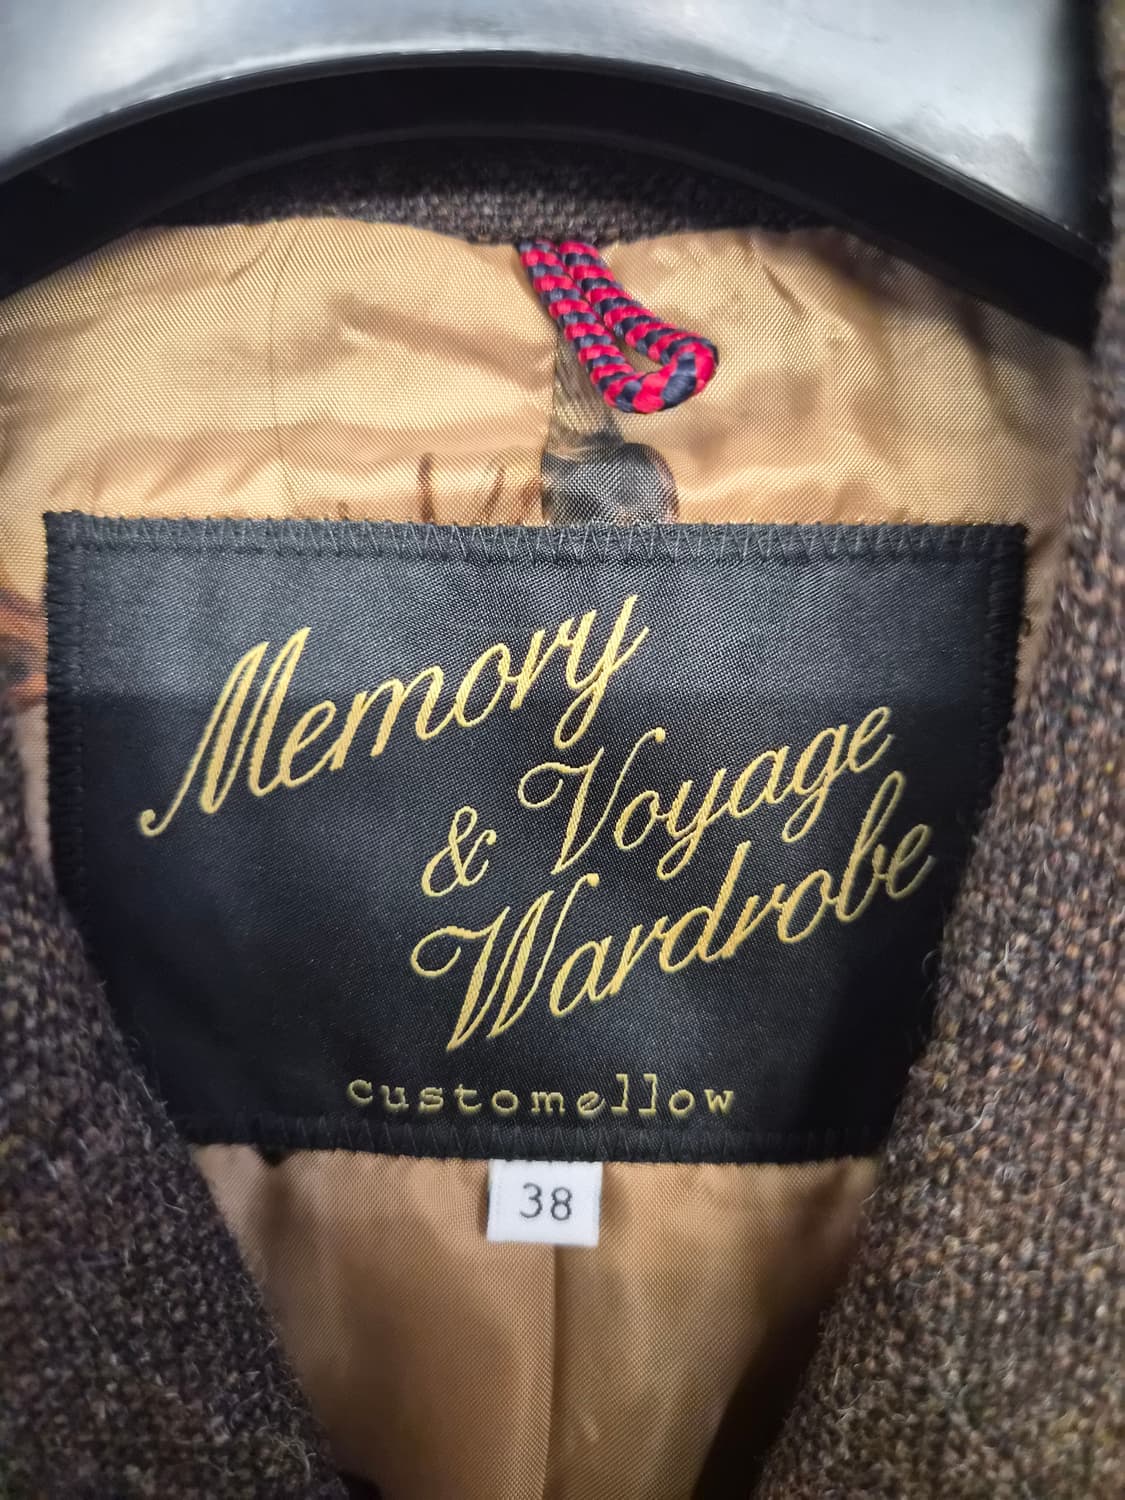 Memory
& Voyage
Wardrobe
customellow
38